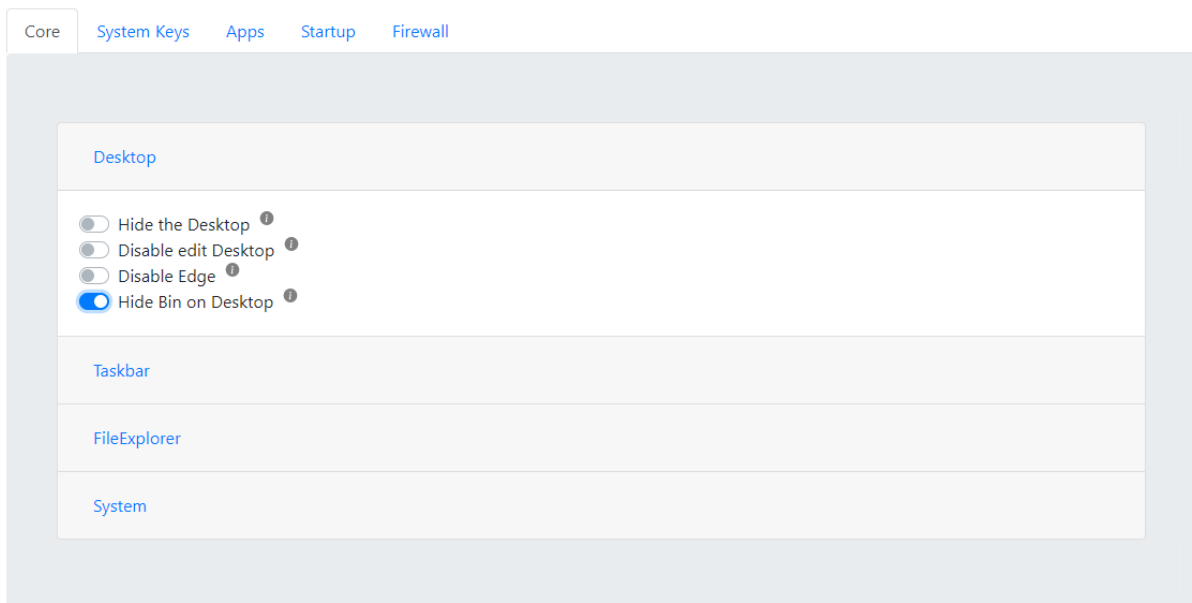 Core System Keys Apps Startup Firewall
Desktop
Hide the Desktop
Disable edit Desktop
Disable Edge
Hide Bin on Desktop
Taskbar
FileExplorer
System